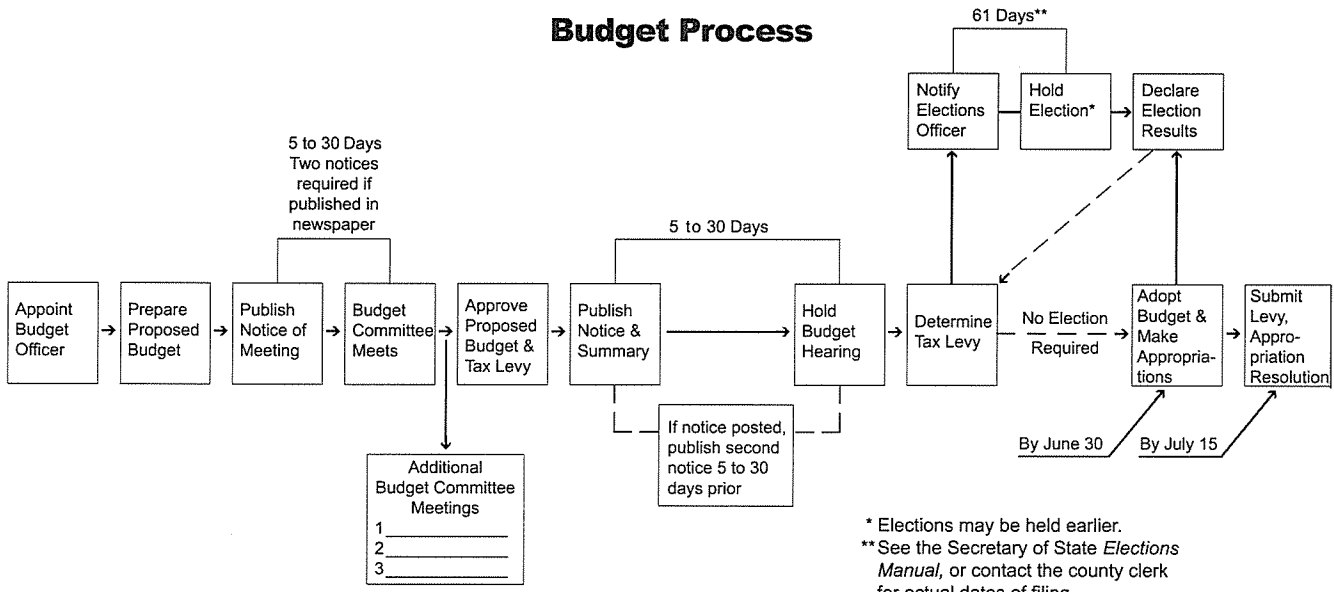 Budget Process
61 Days**
Notify
Elections
Officer
Hold
Election*
Declare
Election
Results
5 to 30 Days
Two notices
required if
published in
newspaper
5 to 30 Days
Appoint
Budget
Officer
Prepare
Proposed
Budget
Publish
Notice of
Meeting
Budget
Committee
Meets
Approve
Proposed
Budget &
Tax Levy
Publish
Notice &
Summary
Hold
Budget
Hearing
Determine
Tax Levy
No Election
Required
Adopt
Budget &
Make
Appropria-
tions
Submit
Levy,
Appro-
priation
Resolution
If notice posted,
publish second
notice 5 to 30
days prior
By June 30
By July 15
Additional
Budget Committee
Meetings
1
2
3
* Elections may be held earlier.
** See the Secretary of State Elections
Manual, or contact the county clerk
for actual dates of filing